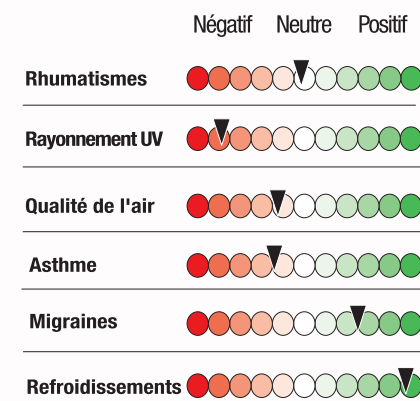 Négatif Neutre Positif
Rhumatismes
Rayonnement UV
Qualité de l'air
Asthme
Migraines
Refroidissements